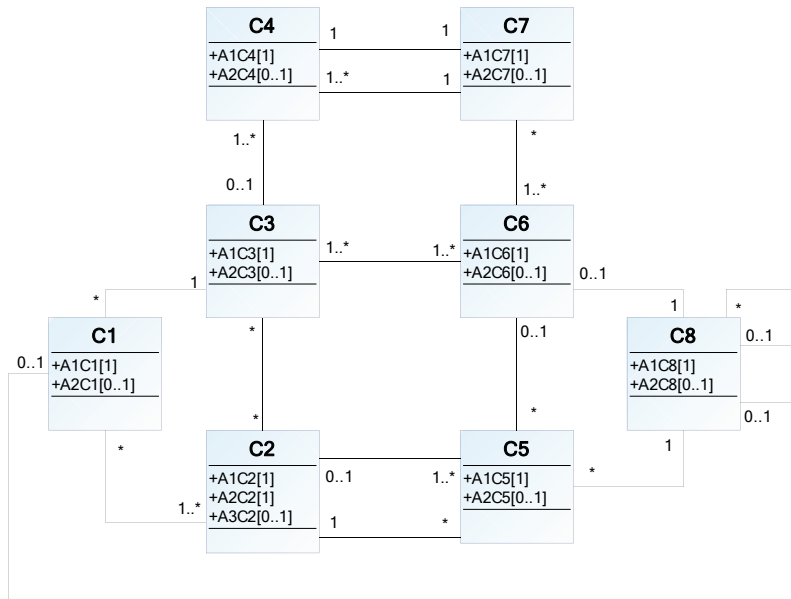 C4
+A1C4[1]
+A2C4[0..1]
1 1
1..* 1
C7
+A1C7[1]
+A2C7[0..1]
1..*
0..1
*
1..*
C3
+A1C3[1]
+A2C3[0..1]
1..* 1..*
C6
+A1C6[1]
+A2C6[0..1]
* 1
0..1
1
*
C1
+A1C1[1]
+A2C1[0..1]
0..1
*
1..*
*
*
0..1
*
C8
+A1C8[1]
+A2C8[0..1]
0..1
0..1
1
*
C2
+A1C2[1]
+A2C2[1]
+A3C2[0..1]
0..1 1..*
1 *
C5
+A1C5[1]
+A2C5[0..1]